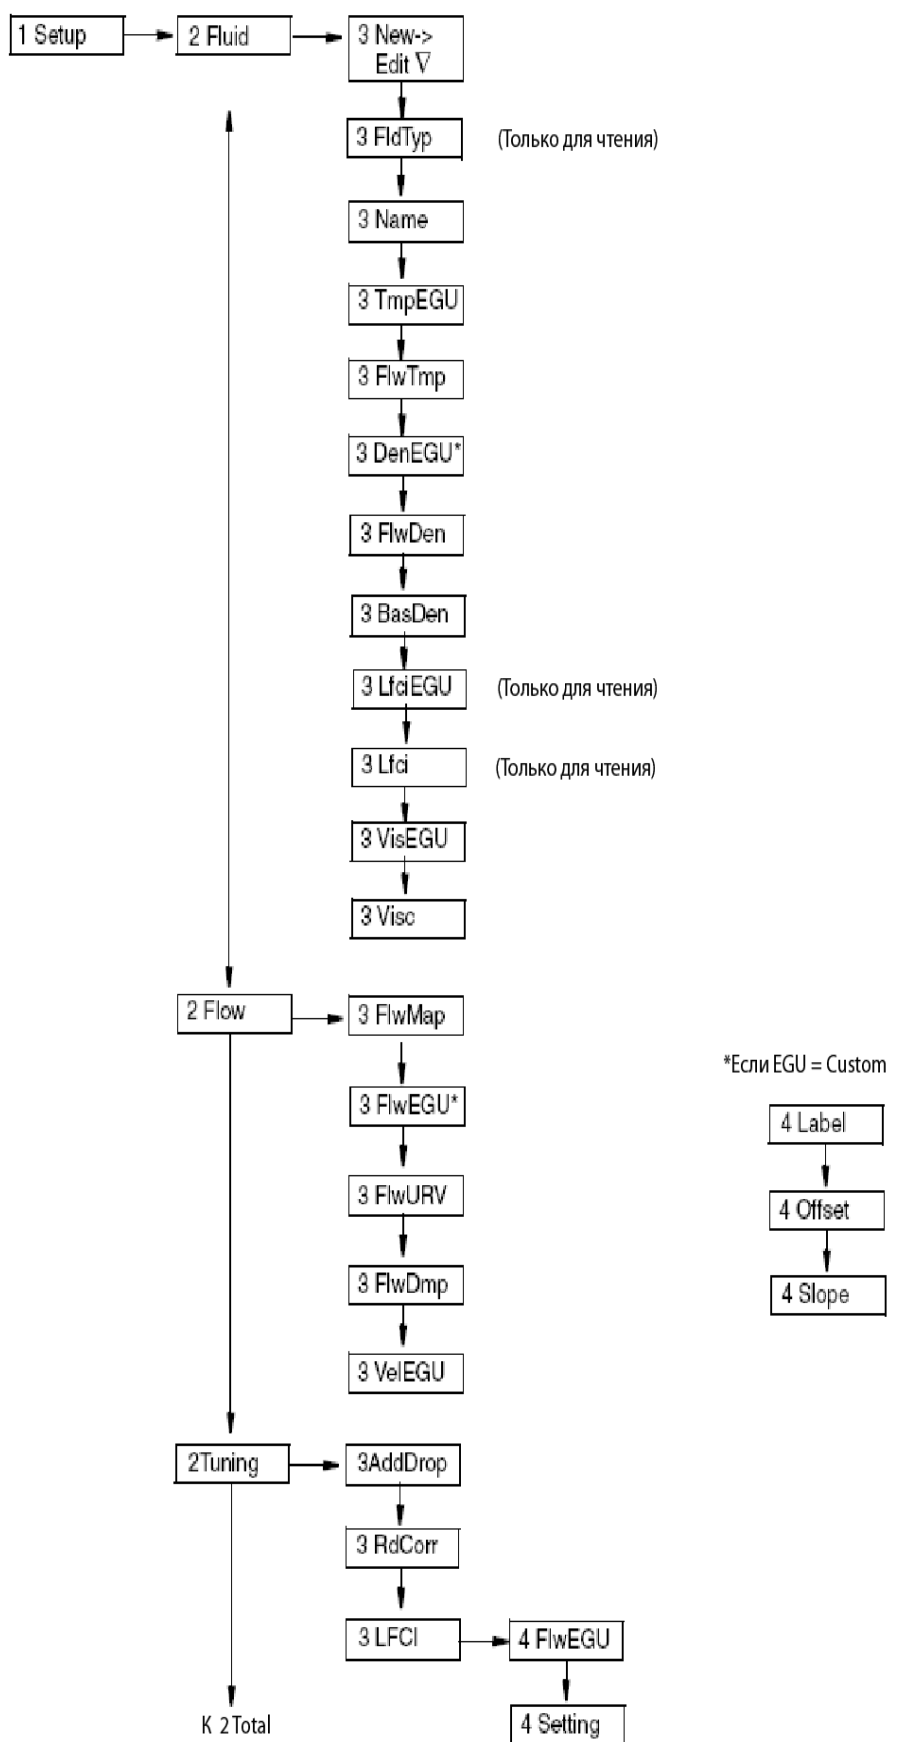 1 Setup
2 Fluid
3 New->
Edit ∇
3 FldTyp
(Только для чтения)
3 Name
3 TmpEGU
3 FlwTmp
3 DenEGU*
3 FlwDen
3 BasDen
3 LfciEGU
(Только для чтения)
3 Lfci
(Только для чтения)
3 VisEGU
3 Visc
2 Flow
3 FlwMap
*Если EGU = Custom
3 FlwEGU*
4 Label
3 FlwURV
4 Offset
3 FlwDmp
4 Slope
3 VelEGU
2Tuning
3AddDrop
3 RdCorr
3 LFCI
4 FlwEGU
К 2 Total
4 Setting